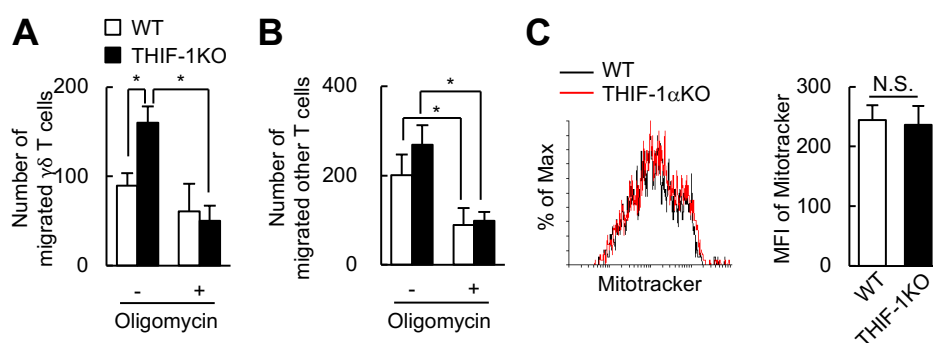 A
WT
THIF-1KO
Number of
migrated γδ T cells
200
100
0
*
*
-
+
Oligomycin
B
Number of
migrated other T cells
400
200
0
*
*
-
+
Oligomycin
C
WT
THIF-1αKO
% of Max
Mitotracker
MFI of Mitotracker
300
200
100
0
N.S.
WT
THIF-1KO